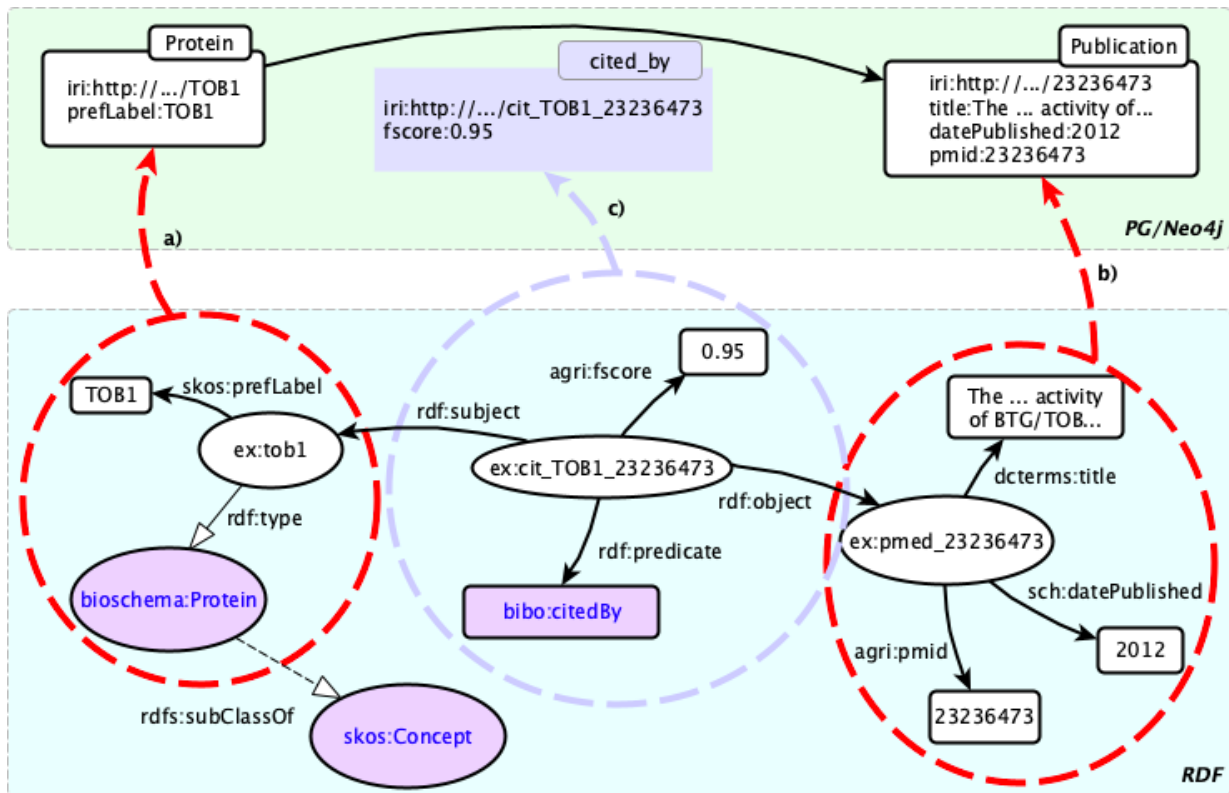 Protein
iri:http://.../TOB1
prefLabel:TOB1
cited_by
iri:http://.../cit_TOB1_23236473
fscore:0.95
Publication
iri:http://.../23236473
title:The ... activity of...
datePublished:2012
pmid:23236473
a)
c)
b)
PG/Neo4j
TOB1
skos:prefLabel
ex:tob1
rdf:type
bioschema:Protein
rdfs:subClassOf
skos:Concept
rdf:subject
agri:fscore
0.95
ex:cit_TOB1_23236473
rdf:predicate
bibo:citedBy
rdf:object
The ... activity
of BTG/TOB...
dcterms:title
ex:pmed_23236473
sch:datePublished
2012
agri:pmid
23236473
RDF